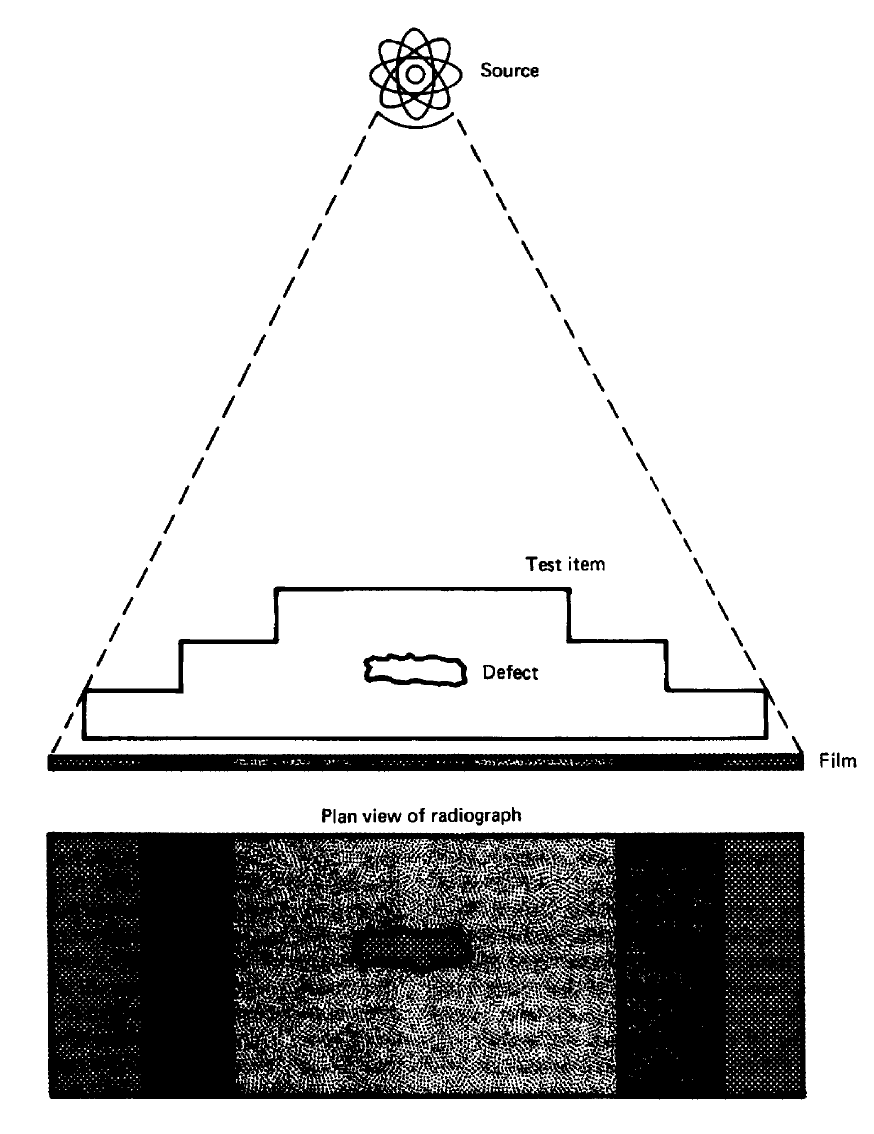 Source
Test item
Defect
Film
Plan view of radiograph